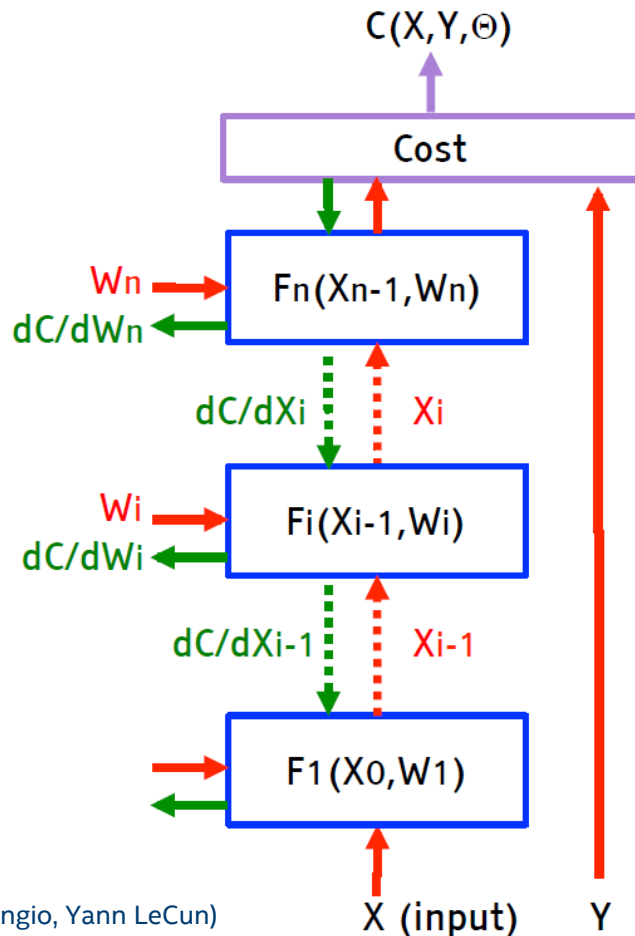 C(X,Y,Θ)
Cost
Wn
Fn(Xn-1,Wn)
dC/dWn
dC/dXi
Xi
Wi
Fi(Xi-1,Wi)
dC/dWi
dC/dXi-1
Xi-1
F1(X0,W1)
ngio, Yann LeCun)
X (input)
Y